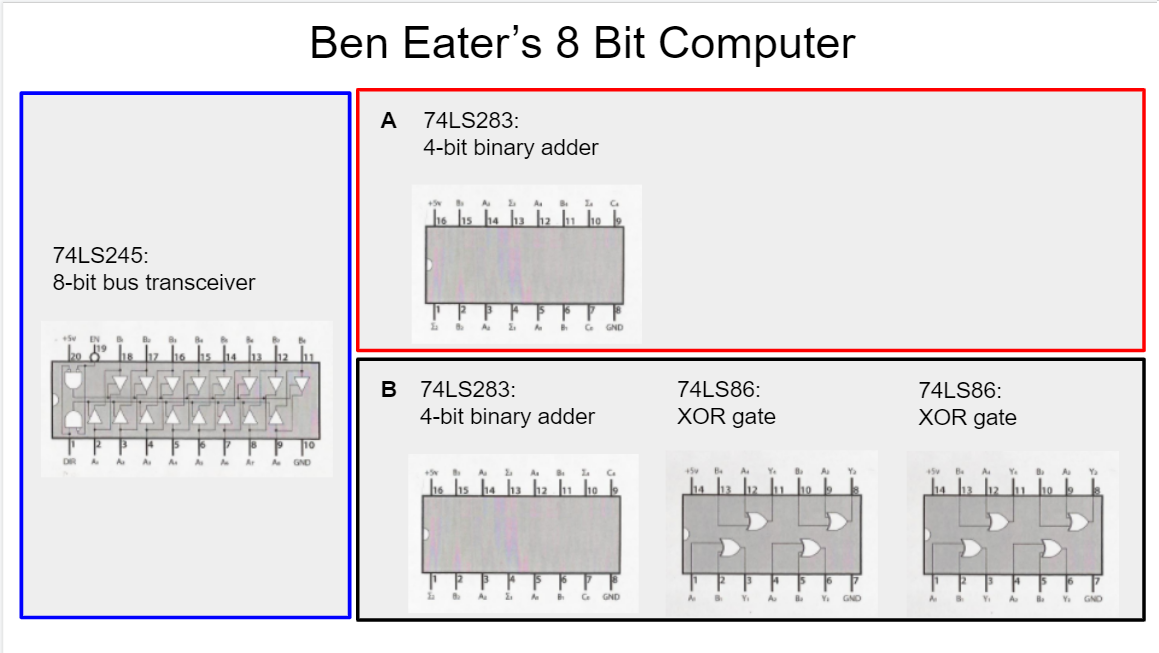 Ben Eater’s 8 Bit Computer
74LS245:
8-bit bus transceiver
+5v EN B₁ B₂ B₃ B₄ B₅ B₆ B₇ B₈
20 19 18 17 16 15 14 13 12 11
1 2 3 4 5 6 7 8 9 10
DIR A₁ A₂ A₃ A₄ A₅ A₆ A₇ A₈ GND
A 74LS283:
4-bit binary adder
+5v B₃ A₃ Σ₃ A₄ B₄ Σ₄ C₄
16 15 14 13 12 11 10 9
1 2 3 4 5 6 7 8
Σ₂ B₂ A₂ Σ₁ A₁ B₁ C₀ GND
B 74LS283:
4-bit binary adder
+5v B₃ A₃ Σ₃ A₄ B₄ Σ₄ C₄
16 15 14 13 12 11 10 9
1 2 3 4 5 6 7 8
Σ₂ B₂ A₂ Σ₁ A₁ B₁ C₀ GND
74LS86:
XOR gate
+5v B₄ A₄ Y₄ B₃ A₃ Y₃
14 13 12 11 10 9 8
1 2 3 4 5 6 7
A₁ B₁ Y₁ A₂ B₂ Y₂ GND
74LS86:
XOR gate
+5v B₄ A₄ Y₄ B₃ A₃ Y₃
14 13 12 11 10 9 8
1 2 3 4 5 6 7
A₁ B₁ Y₁ A₂ B₂ Y₂ GND